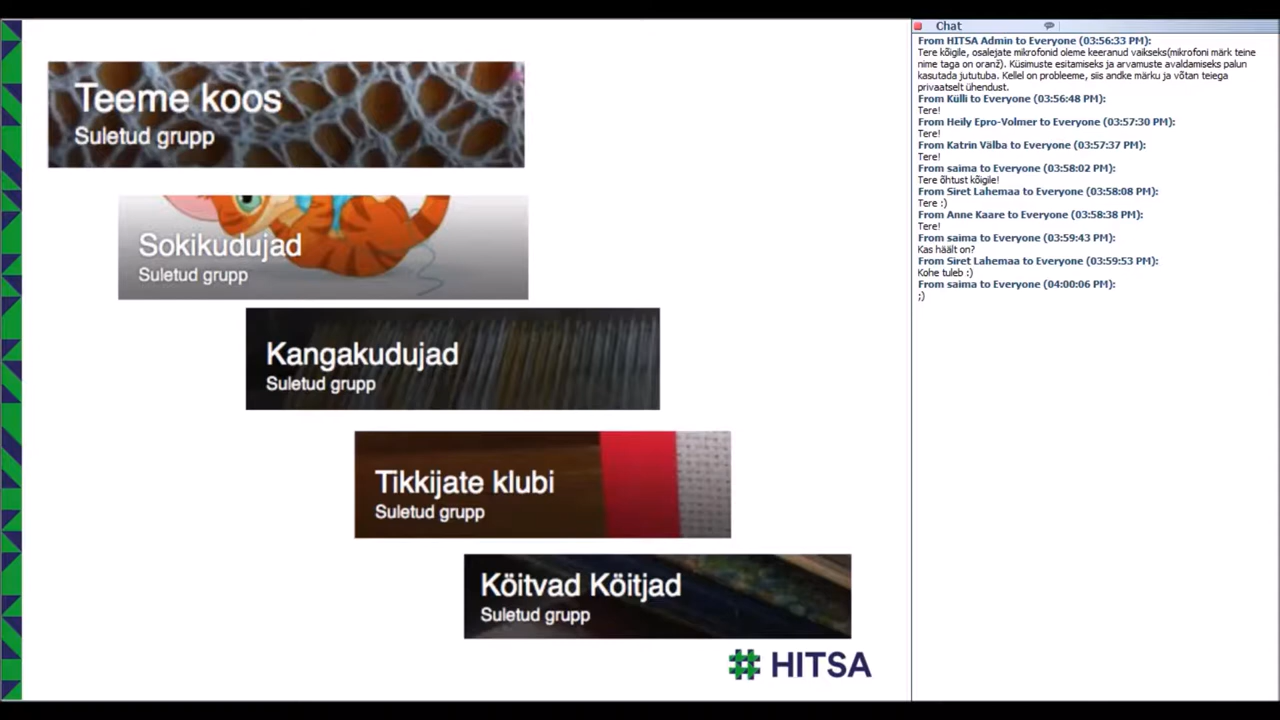 Teeme koos
Suletud grupp
Sokikudujad
Suletud grupp
Kangakudujad
Suletud grupp
Tikkijate klubi
Suletud grupp
Köitvad Köitjad
Suletud grupp
HITSA
Chat
From HITSA Admin to Everyone (03:56:33 PM):
Tere kõigile, osalejate mikrofonid oleme keeranud vaikseks(mikrofoni märk teine
nime taga on oranž). Küsimuste esitamiseks ja arvamuste avaldamiseks palun
kasutada jututuba. Kellel on probleeme, siis andke märku ja võtan teiega
privaatselt ühendust.
From Külli to Everyone (03:56:48 PM):
Tere!
From Heily Epro-Volmer to Everyone (03:57:30 PM):
Tere!
From Katrin Välba to Everyone (03:57:37 PM):
Tere!
From saima to Everyone (03:58:02 PM):
Tere õhtust kõigile!
From Siret Lahemaa to Everyone (03:58:08 PM):
Tere :)
From Anne Kaare to Everyone (03:58:38 PM):
Tere!
From saima to Everyone (03:59:43 PM):
Kas häält on?
From Siret Lahemaa to Everyone (03:59:53 PM):
Kohe tuleb :)
From saima to Everyone (04:00:06 PM):
;)